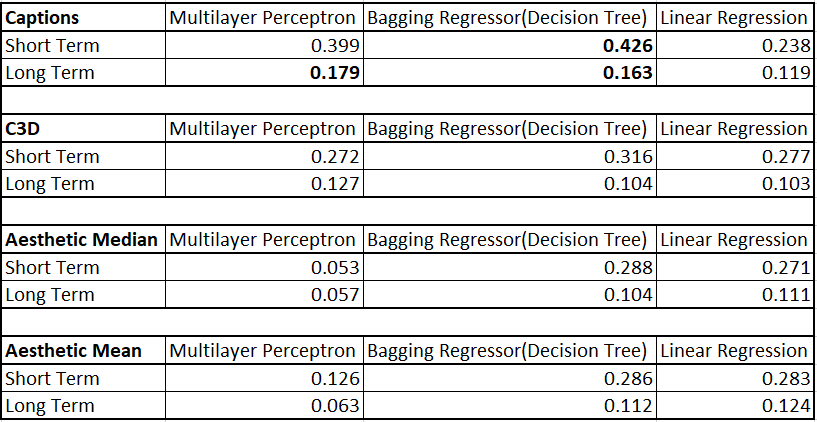 Captions Multilayer Perceptron Bagging Regressor(Decision Tree) Linear Regression
Short Term 0.399 0.426 0.238
Long Term 0.179 0.163 0.119
C3D Multilayer Perceptron Bagging Regressor(Decision Tree) Linear Regression
Short Term 0.272 0.316 0.277
Long Term 0.127 0.104 0.103
Aesthetic Median Multilayer Perceptron Bagging Regressor(Decision Tree) Linear Regression
Short Term 0.053 0.288 0.271
Long Term 0.057 0.104 0.111
Aesthetic Mean Multilayer Perceptron Bagging Regressor(Decision Tree) Linear Regression
Short Term 0.126 0.286 0.283
Long Term 0.063 0.112 0.124